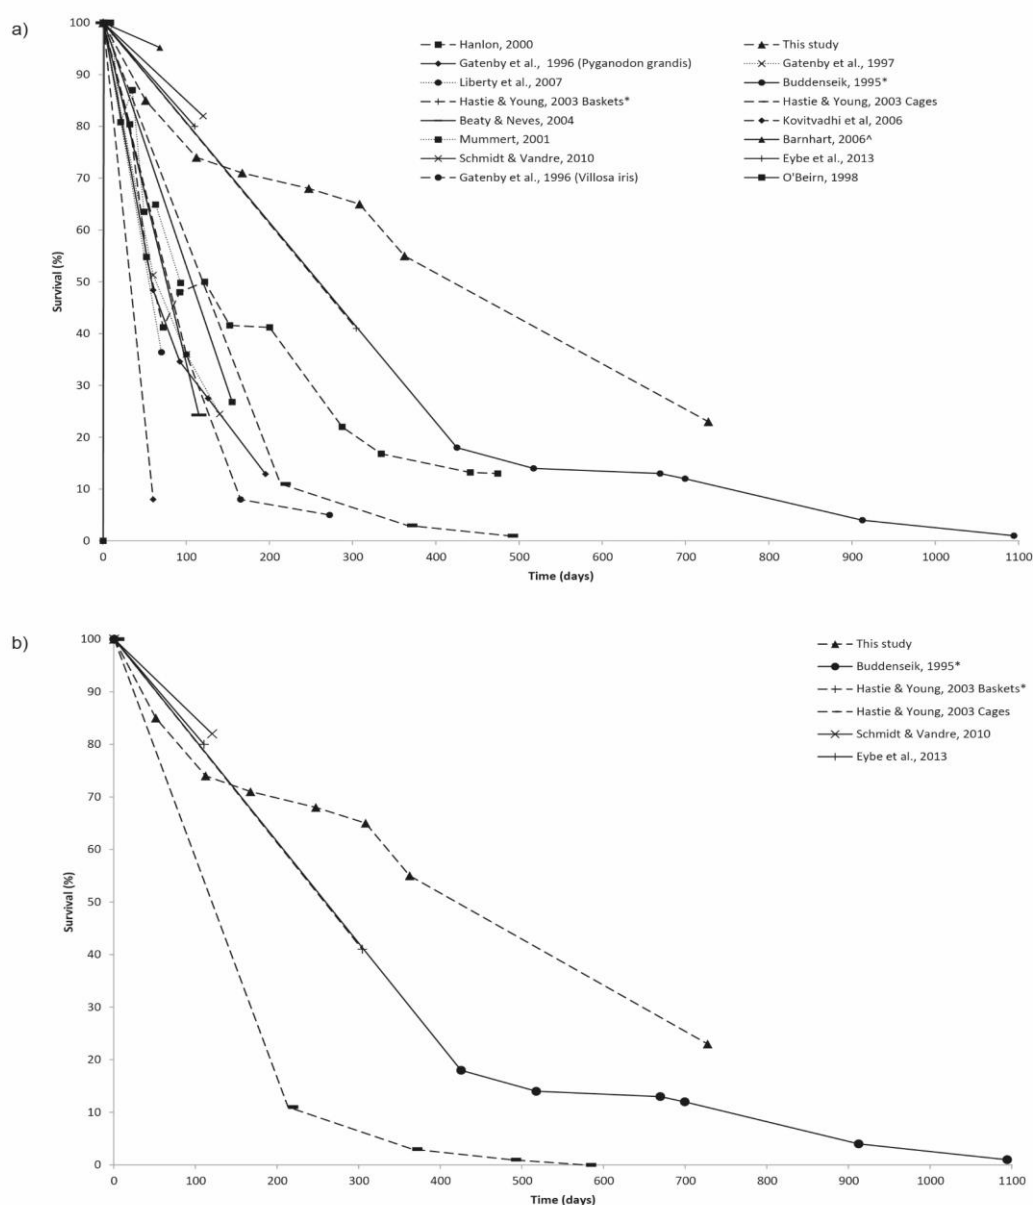 a)
100
90
80
70
60
50
40
30
20
10
0
Survival (%)
Hanlon, 2000
Gatenby et al., 1996 (Pyganodon grandis)
Liberty et al., 2007
Hastie & Young, 2003 Baskets*
Beaty & Neves, 2004
Mummert, 2001
Schmidt & Vandre, 2010
Gatenby et al., 1996 (Villosa iris)
This study
Gatenby et al., 1997
Buddenseik, 1995*
Hastie & Young, 2003 Cages
Kovitvadhi et al, 2006
Barnhart, 2006^
Eybe et al., 2013
O'Beirn, 1998
0 100 200 300 400 500 600 700 800 900 1000 1100
Time (days)
b)
100
90
80
70
60
50
40
30
20
10
0
Survival (%)
This study
Buddenseik, 1995*
Hastie & Young, 2003 Baskets*
Hastie & Young, 2003 Cages
Schmidt & Vandre, 2010
Eybe et al., 2013
0 100 200 300 400 500 600 700 800 900 1000 1100
Time (days)